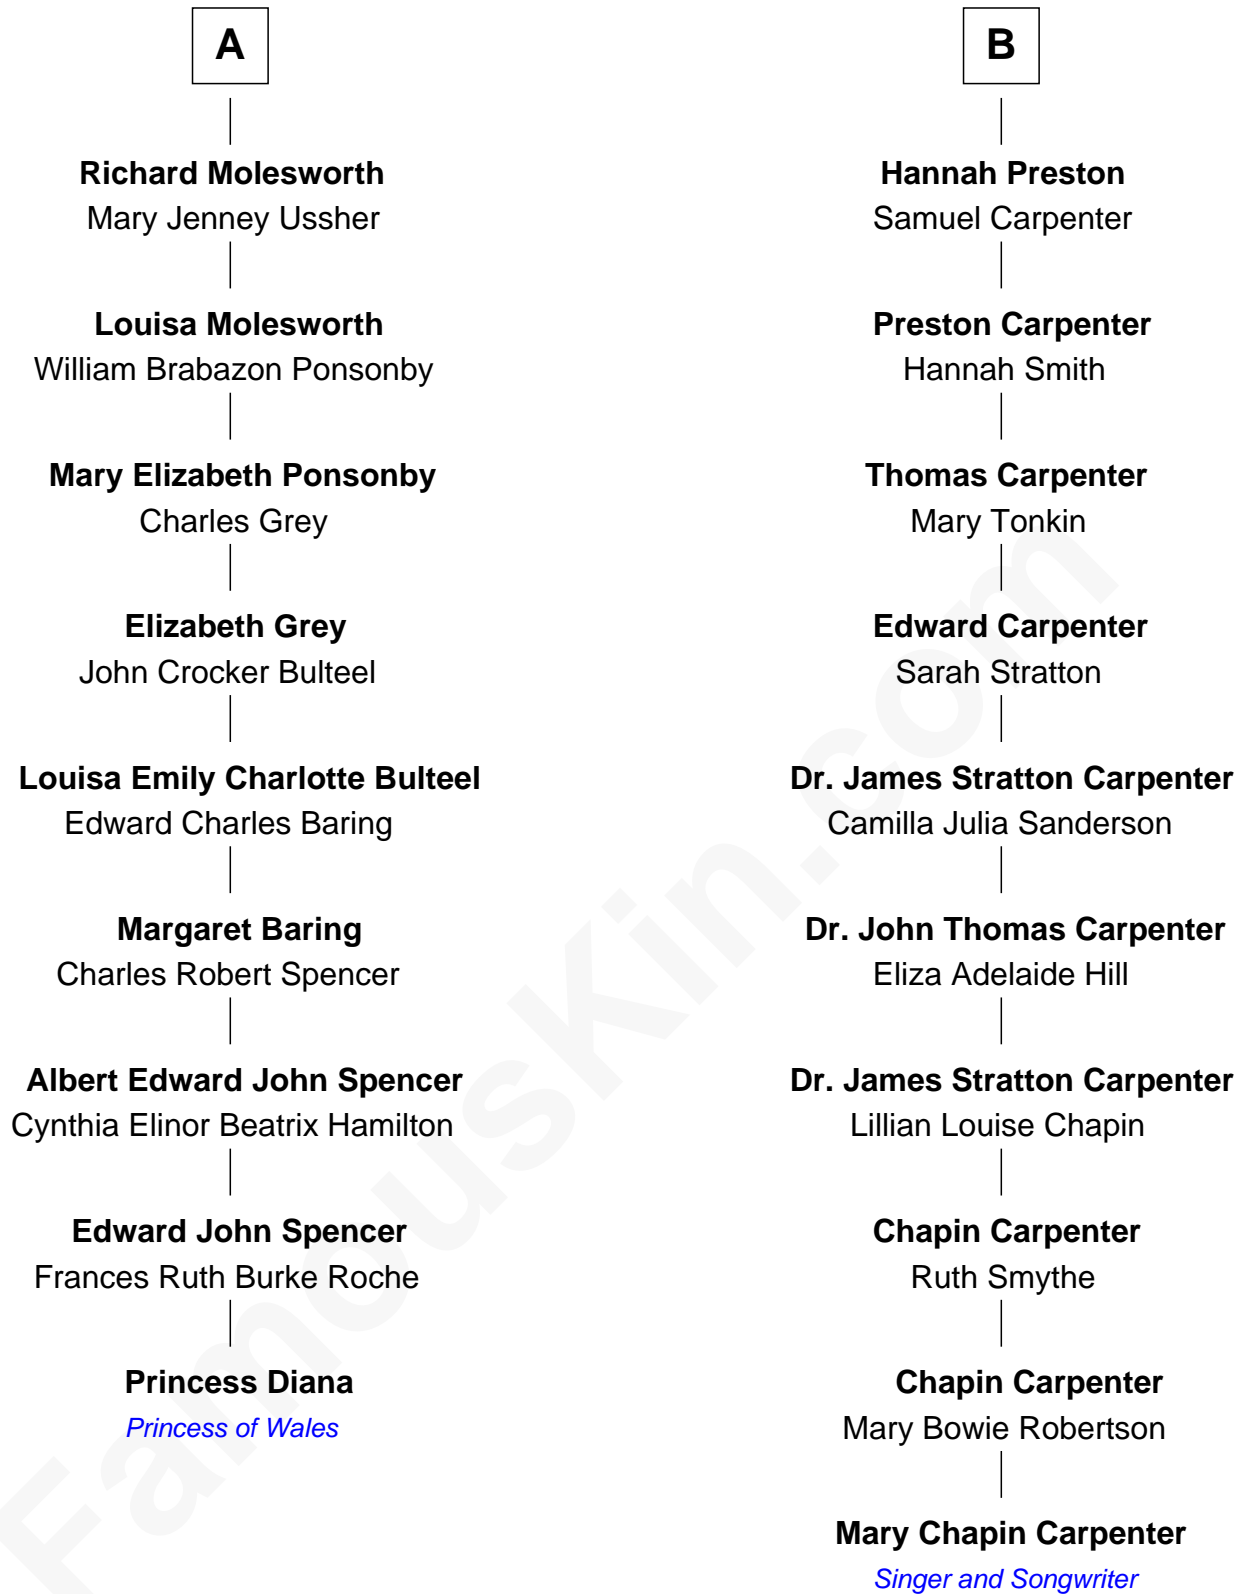 A
Richard Molesworth
Mary Jenney Ussher
Louisa Molesworth
William Brabazon Ponsonby
Mary Elizabeth Ponsonby
Charles Grey
Elizabeth Grey
John Crocker Bulteel
Louisa Emily Charlotte Bulteel
Edward Charles Baring
Margaret Baring
Charles Robert Spencer
Albert Edward John Spencer
Cynthia Elinor Beatrix Hamilton
Edward John Spencer
Frances Ruth Burke Roche
Princess Diana
Princess of Wales
B
Hannah Preston
Samuel Carpenter
Preston Carpenter
Hannah Smith
Thomas Carpenter
Mary Tonkin
Edward Carpenter
Sarah Stratton
Dr. James Stratton Carpenter
Camilla Julia Sanderson
Dr. John Thomas Carpenter
Eliza Adelaide Hill
Dr. James Stratton Carpenter
Lillian Louise Chapin
Chapin Carpenter
Ruth Smythe
Chapin Carpenter
Mary Bowie Robertson
Mary Chapin Carpenter
Singer and Songwriter
FamousKin.com